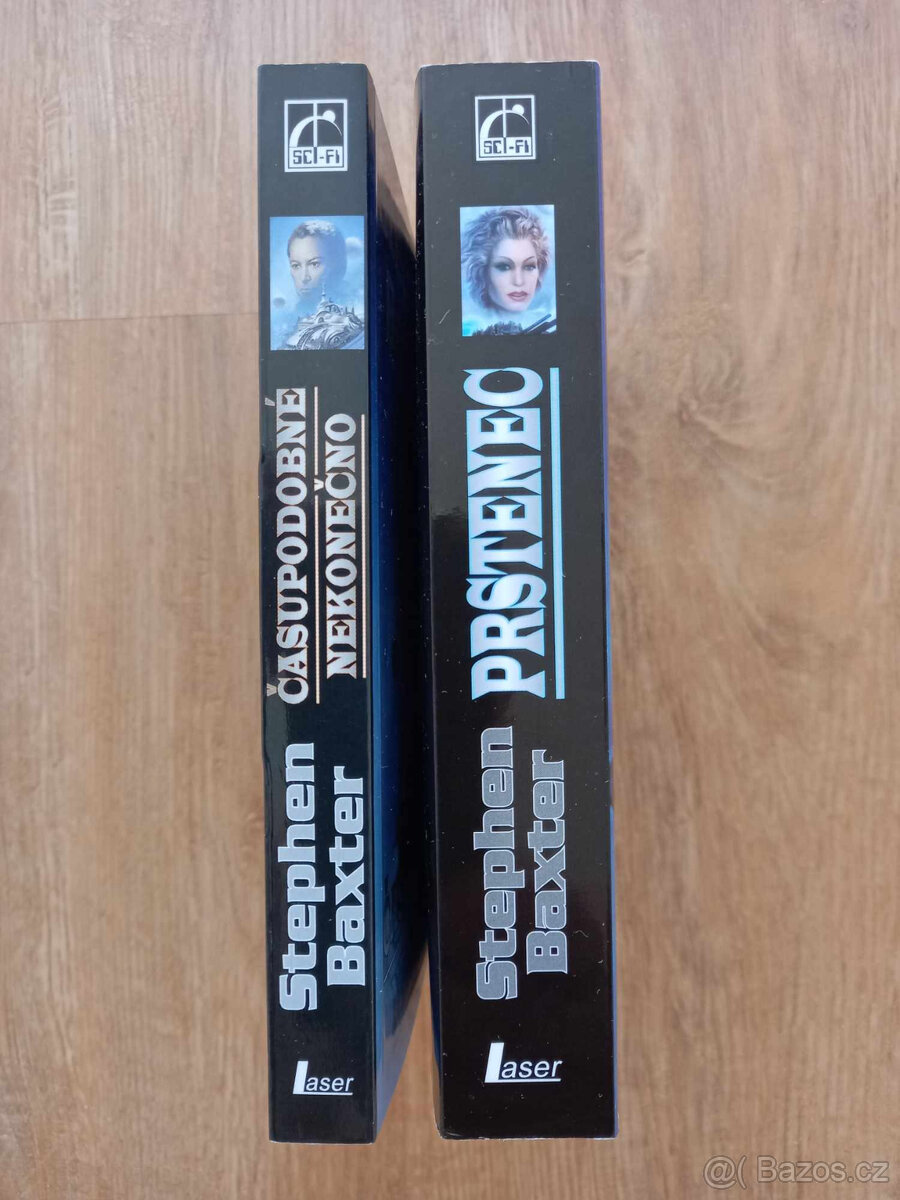 SCI-FI
Stephen
Baxter
ČASUPODOBNÉ
NEKONEČNO
Laser
SCI-FI
Stephen
Baxter
PRSTENEC
Laser
@( Bazos.cz